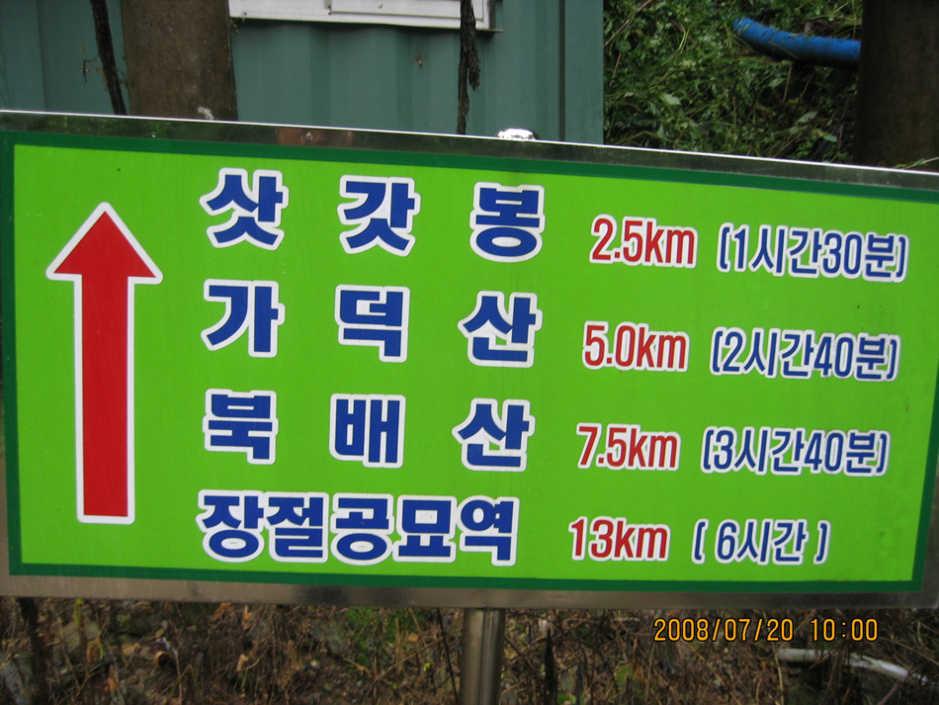 삿갓봉 2.5km (1시간30분)
가덕산 5.0km (2시간40분)
북배산 7.5km (3시간40분)
장절공묘역 13km ( 6시간 )
2008/07/20 10:00